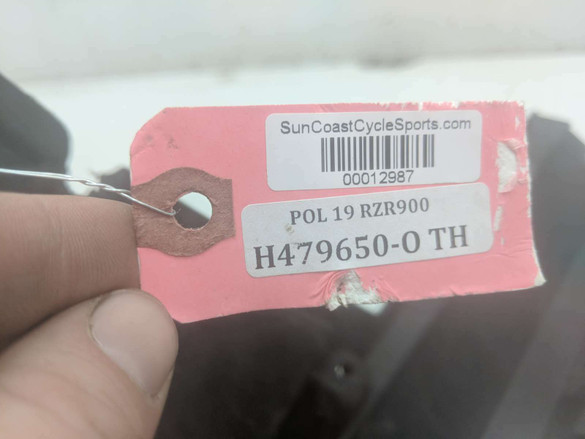 SunCoastCycleSports.com
00012987
POL 19 RZR900
H479650-O TH